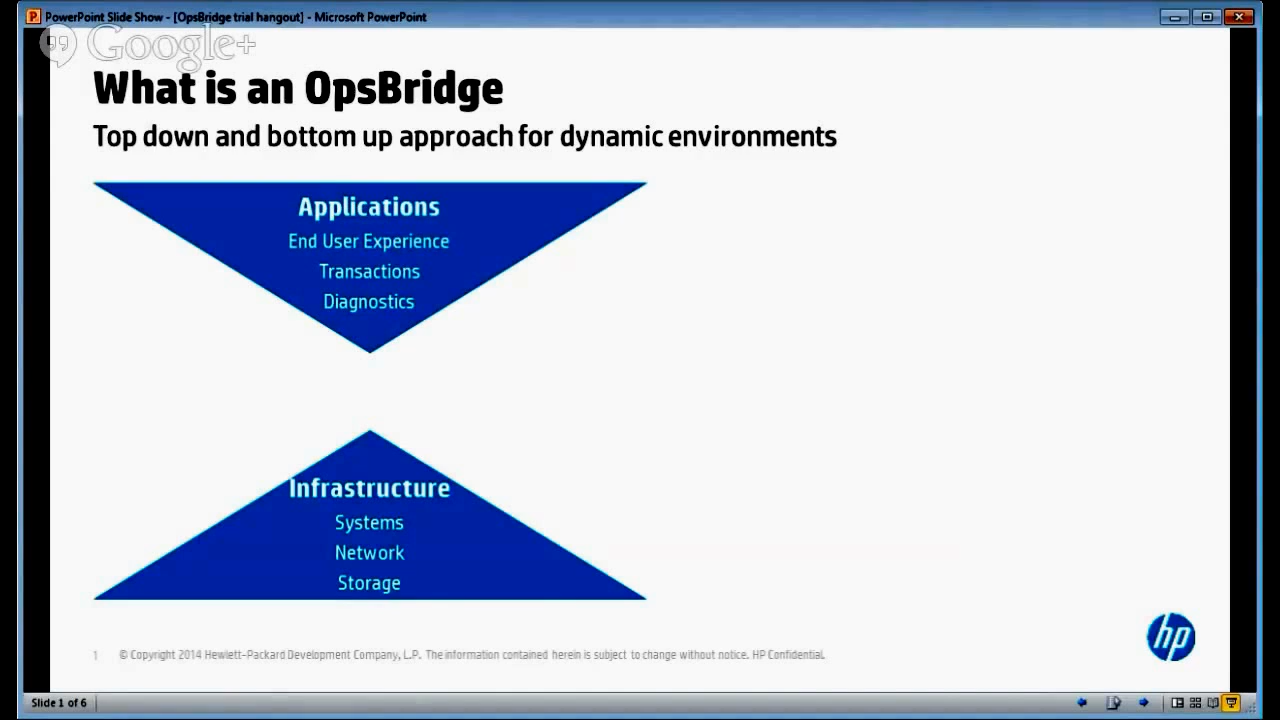 PowerPoint Slide Show - [OpsBridge trial hangout] - Microsoft PowerPoint
Google+
What is an OpsBridge
Top down and bottom up approach for dynamic environments
Applications
End User Experience
Transactions
Diagnostics
Infrastructure
Systems
Network
Storage
hp
1 © Copyright 2014 Hewlett-Packard Development Company, L.P. The information contained herein is subject to change without notice. HP Confidential.
Slide 1 of 6